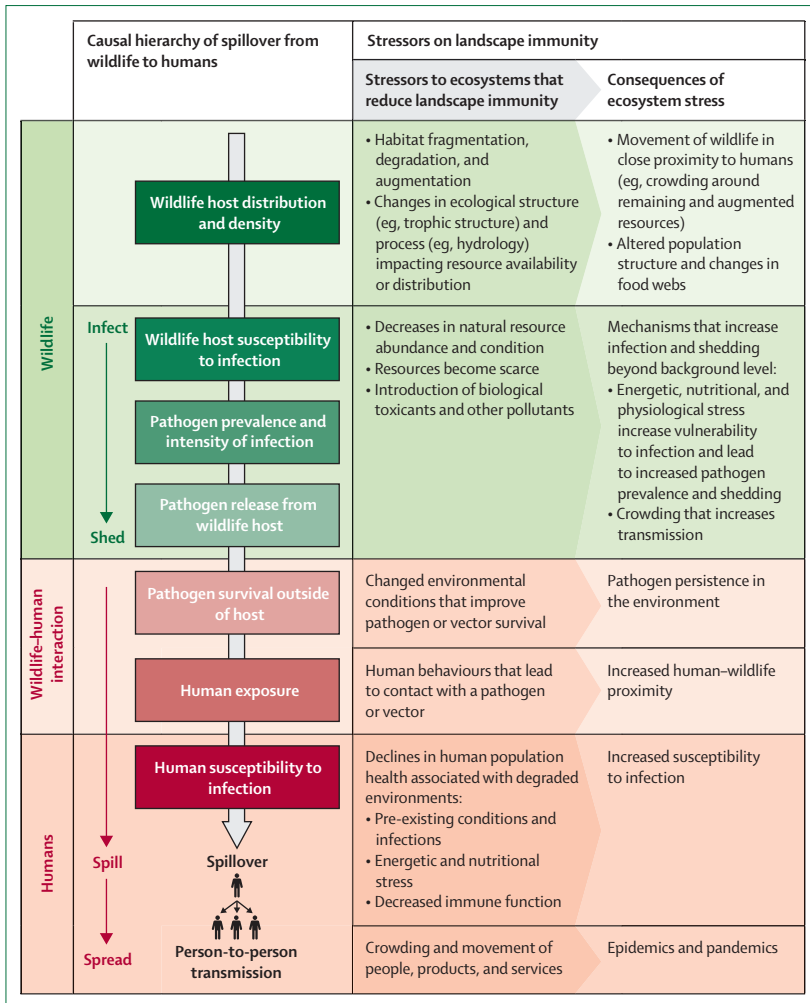 Causal hierarchy of spillover from
wildlife to humans
Stressors on landscape immunity
Stressors to ecosystems that
reduce landscape immunity
Consequences of
ecosystem stress
Wildlife
Wildlife host distribution
and density
• Habitat fragmentation,
degradation, and
augmentation
• Changes in ecological structure
(eg, trophic structure) and
process (eg, hydrology)
impacting resource availability
or distribution
• Movement of wildlife in
close proximity to humans
(eg, crowding around
remaining and augmented
resources)
• Altered population
structure and changes in
food webs
Infect
Shed
Wildlife host susceptibility
to infection
Pathogen prevalence and
intensity of infection
Pathogen release from
wildlife host
• Decreases in natural resource
abundance and condition
• Resources become scarce
• Introduction of biological
toxicants and other pollutants
Mechanisms that increase
infection and shedding
beyond background level:
• Energetic, nutritional, and
physiological stress
increase vulnerability
to infection and lead
to increased pathogen
prevalence and shedding
• Crowding that increases
transmission
Wildlife–human
interaction
Pathogen survival outside
of host
Changed environmental
conditions that improve
pathogen or vector survival
Pathogen persistence in
the environment
Human exposure
Human behaviours that lead
to contact with a pathogen
or vector
Increased human–wildlife
proximity
Humans
Human susceptibility to
infection
Declines in human population
health associated with degraded
environments:
• Pre-existing conditions and
infections
• Energetic and nutritional
stress
• Decreased immune function
Increased susceptibility
to infection
Spill
Spillover
Spread
Person-to-person
transmission
Crowding and movement of
people, products, and services
Epidemics and pandemics